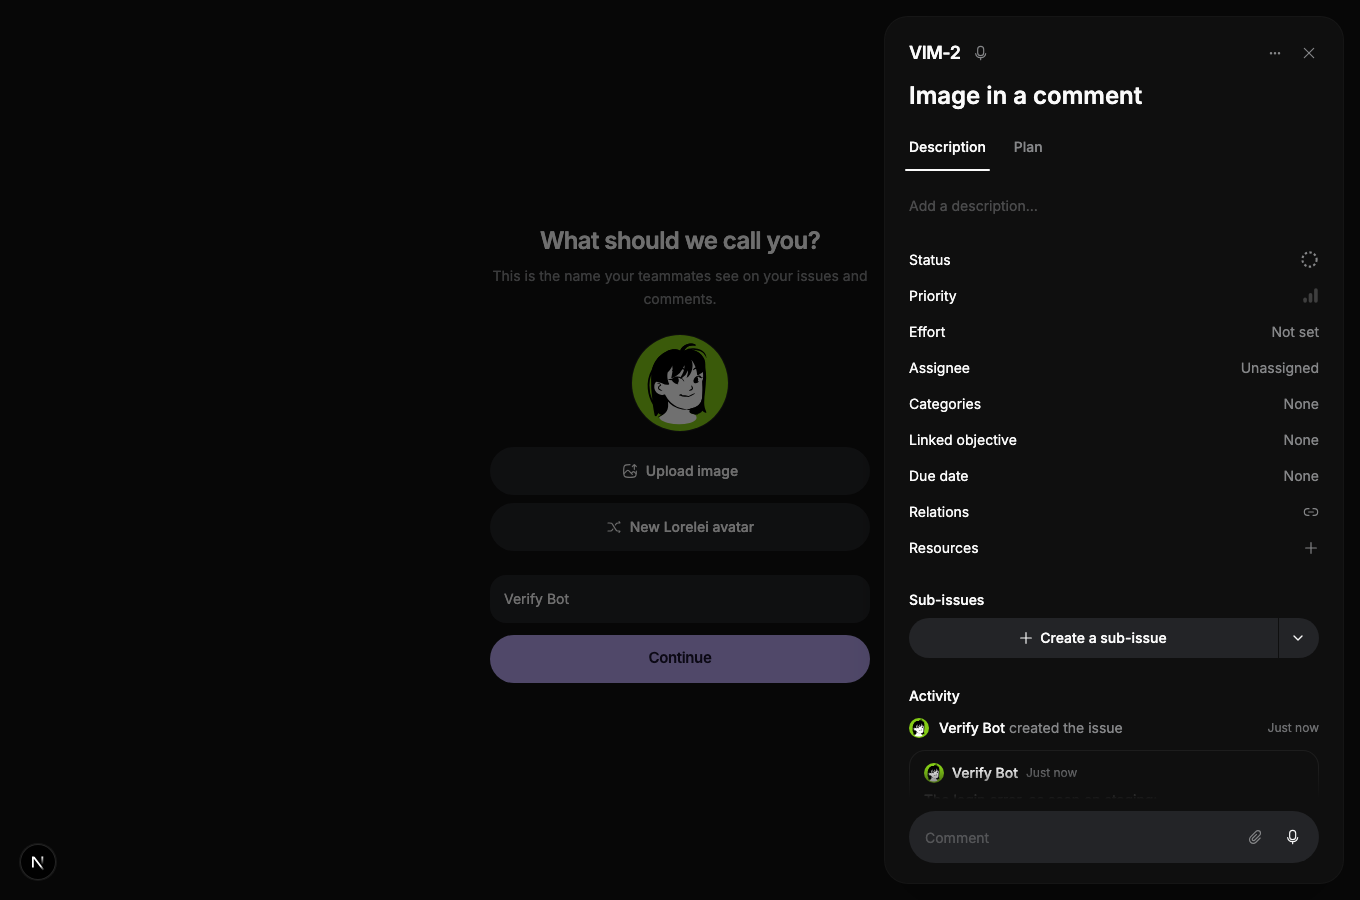 What should we call you?
This is the name your teammates see on your issues and
comments.
Upload image
New Lorelei avatar
Verify Bot
Continue
N
VIM-2
Image in a comment
Description Plan
Add a description...
Status
Priority
Effort Not set
Assignee Unassigned
Categories None
Linked objective None
Due date None
Relations
Resources
Sub-issues
Create a sub-issue
Activity
Verify Bot created the issue Just now
Verify Bot Just now
Comment